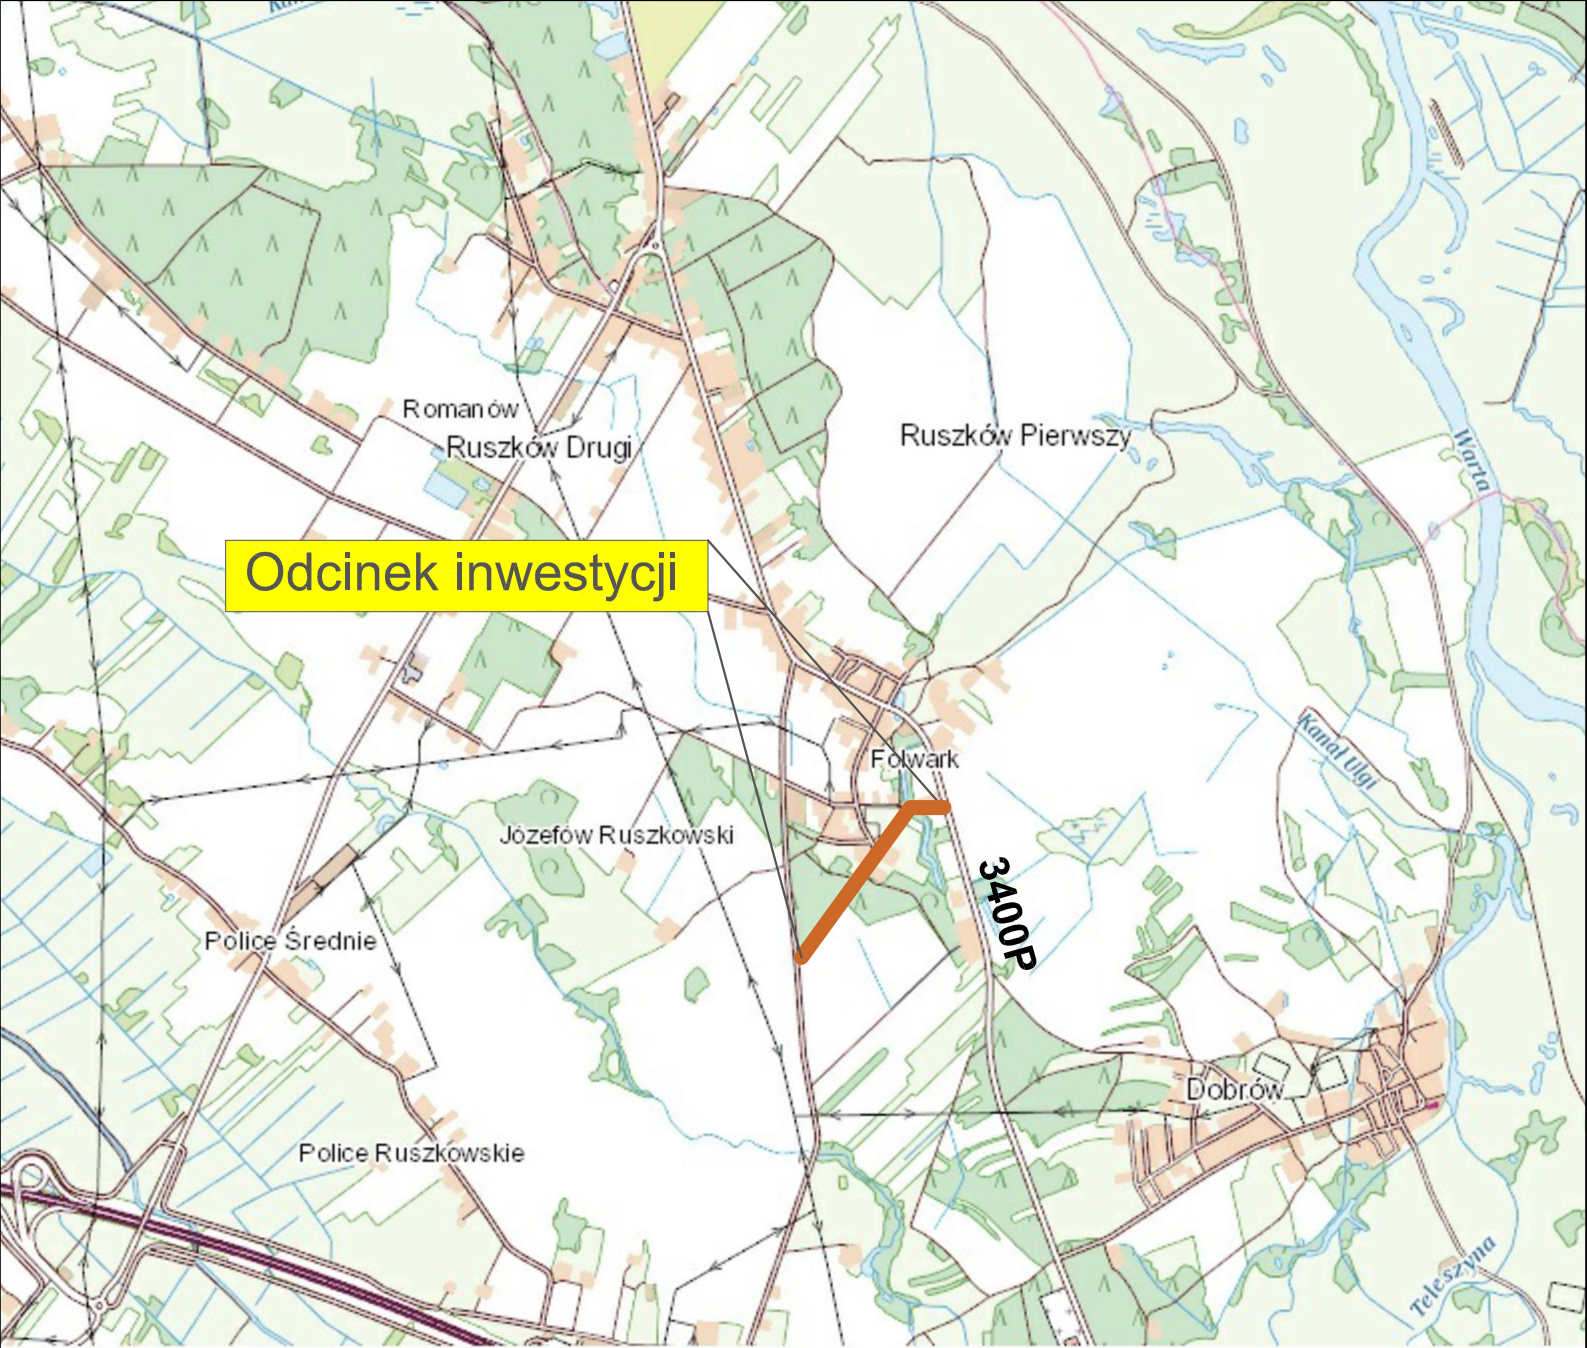 Romanów
Ruszków Drugi
Ruszków Pierwszy
Warta
Odcinek inwestycji
Kanał Ulgi
Folwark
Józefów Ruszkowski
3400P
Police Średnie
Dobrów
Police Ruszkowskie
Teleszyna